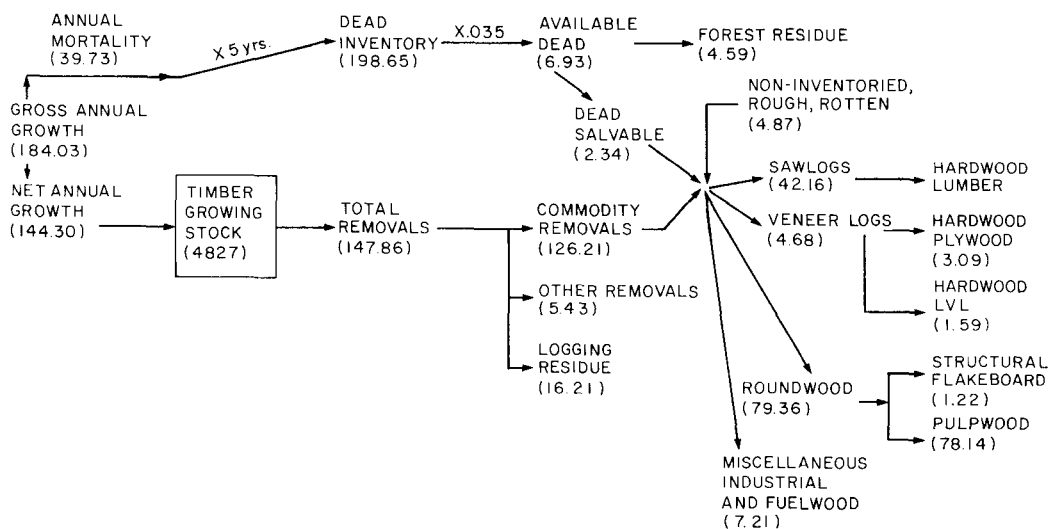 ANNUAL
MORTALITY
(39.73)
X 5 yrs.
DEAD
INVENTORY
(198.65)
X.035
AVAILABLE
DEAD
(6.93)
FOREST RESIDUE
(4.59)
GROSS ANNUAL
GROWTH
(184.03)
DEAD
SALVABLE
(2.34)
NON-INVENTORIED,
ROUGH, ROTTEN
(4.87)
NET ANNUAL
GROWTH
(144.30)
TIMBER
GROWING
STOCK
(4827)
TOTAL
REMOVALS
(147.86)
COMMODITY
REMOVALS
(126.21)
OTHER REMOVALS
(5.43)
LOGGING
RESIDUE
(16.21)
SAWLOGS
(42.16)
HARDWOOD
LUMBER
VENEER LOGS
(4.68)
HARDWOOD
PLYWOOD
(3.09)
HARDWOOD
LVL
(1.59)
ROUNDWOOD
(79.36)
STRUCTURAL
FLAKEBOARD
(1.22)
PULPWOOD
(78.14)
MISCELLANEOUS
INDUSTRIAL
AND FUELWOOD
(7.21)